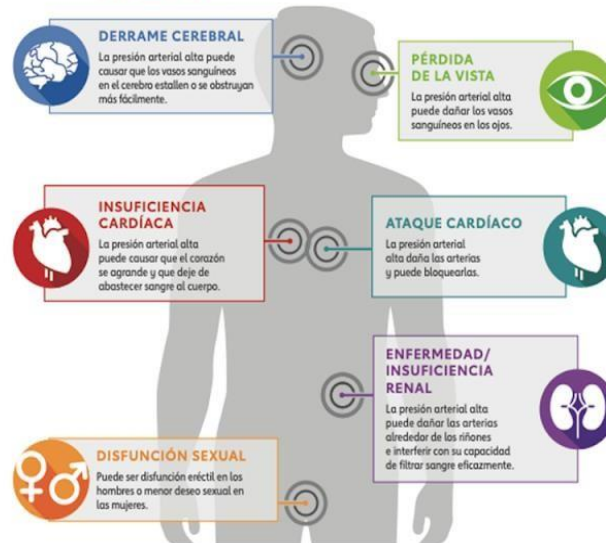 DERRAME CEREBRAL
La presión arterial alta puede
causar que los vasos sanguíneos
en el cerebro estallen o se obstruyan
más fácilmente.
PÉRDIDA
DE LA VISTA
La presión arterial alta
puede dañar los vasos
sanguíneos en los ojos.
INSUFICIENCIA
CARDÍACA
La presión arterial alta
puede causar que el corazón
se agrande y que deje de
abastecer sangre al cuerpo.
ATAQUE CARDÍACO
La presión arterial
alta daña las arterias
y puede bloquearlas.
ENFERMEDAD/
INSUFICIENCIA
RENAL
La presión arterial alta
puede dañar las arterias
alrededor de los riñones
e interferir con su capacidad
de filtrar sangre eficazmente.
DISFUNCIÓN SEXUAL
Puede ser disfunción eréctil en los
hombres o menor deseo sexual en
las mujeres.